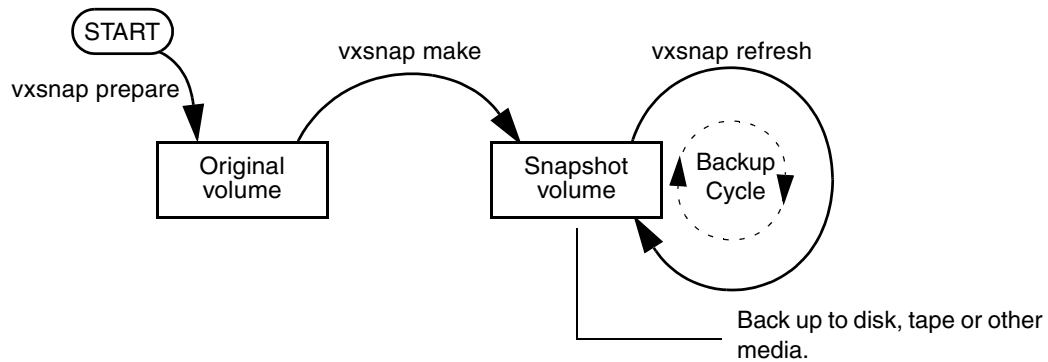 START
vxsnap prepare
vxsnap make
vxsnap refresh
Original
volume
Snapshot
volume
Backup
Cycle
Back up to disk, tape or other
media.